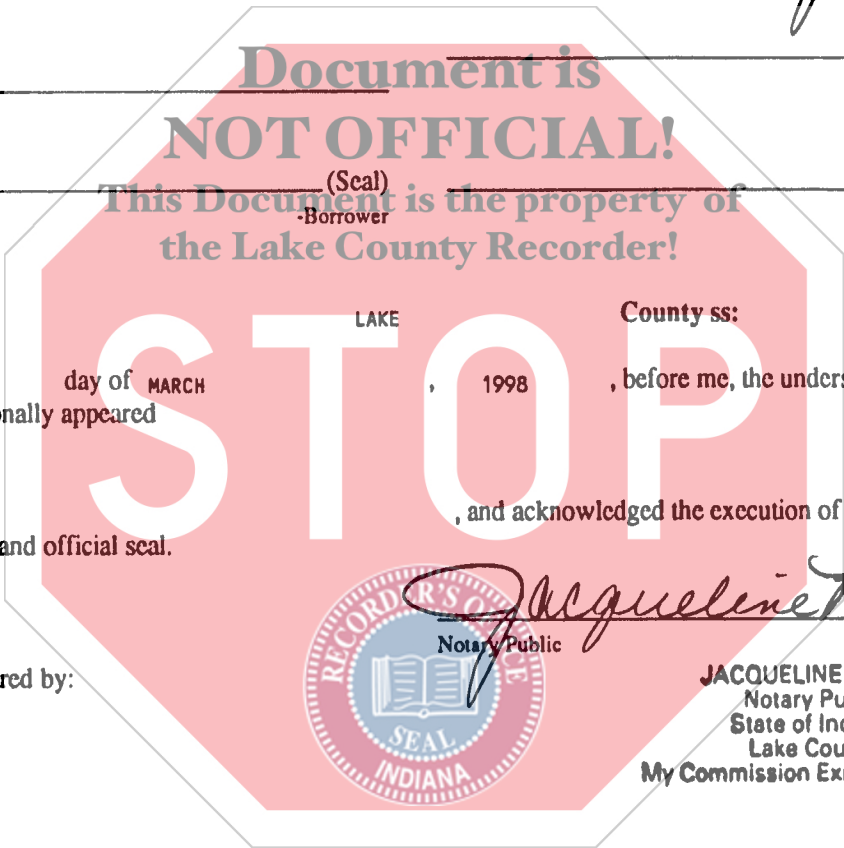 Document is
NOT OFFICIAL!
(Seal)
This Document is the property of
-Borrower
the Lake County Recorder!
LAKE County ss:
STOP
day of MARCH , 1998 , before me, the unders
nally appeared
, and acknowledged the execution of
and official seal.
Jacqueline
RECORDER'S OFFICE
Notary Public
red by:
JACQUELINE
Notary Pu
State of Ind
Lake Cou
SEAL
INDIANA
My Commission Ex